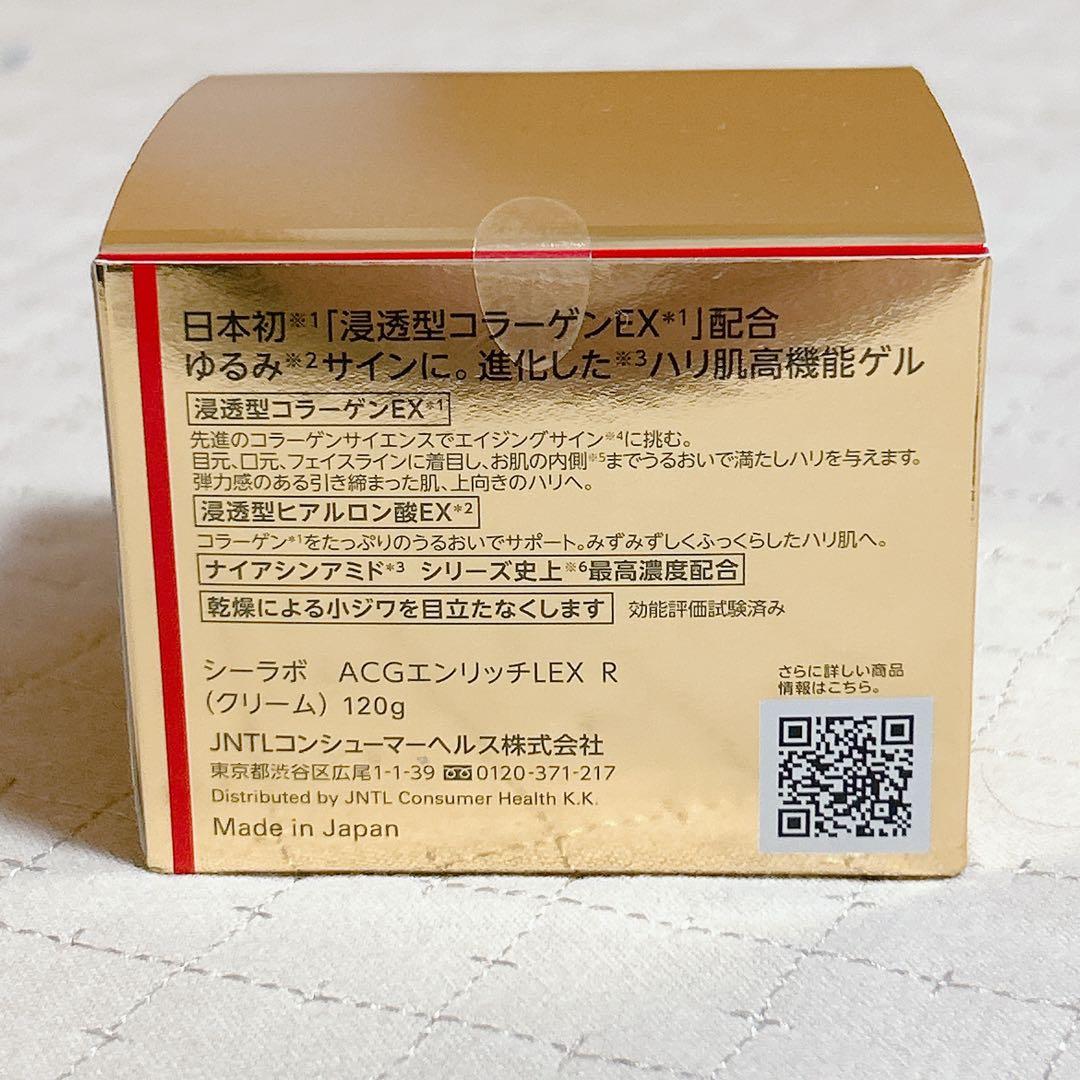 日本初※1「浸透型コラーゲンEX*1」配合
ゆるみ※2サインに。進化した※3ハリ肌高機能ゲル
浸透型コラーゲンEX*1
先進のコラーゲンサイエンスでエイジングサイン※4に挑む。
目元、口元、フェイスラインに着目し、お肌の内側※5までうるおいで満たしハリを与えます。
弾力感のある引き締まった肌、上向きのハリへ。
浸透型ヒアルロン酸EX*2
コラーゲン*1をたっぷりのうるおいでサポート。みずみずしくふっくらしたハリ肌へ。
ナイアシンアミド*3 シリーズ史上※6最高濃度配合
乾燥による小ジワを目立たなくします 効能評価試験済み
シーラボ ACGエンリッチLEX R
（クリーム）120g
JNTLコンシューマーヘルス株式会社
東京都渋谷区広尾1-1-39 0120-371-217
Distributed by JNTL Consumer Health K.K.
Made in Japan
さらに詳しい商品
情報はこちら。